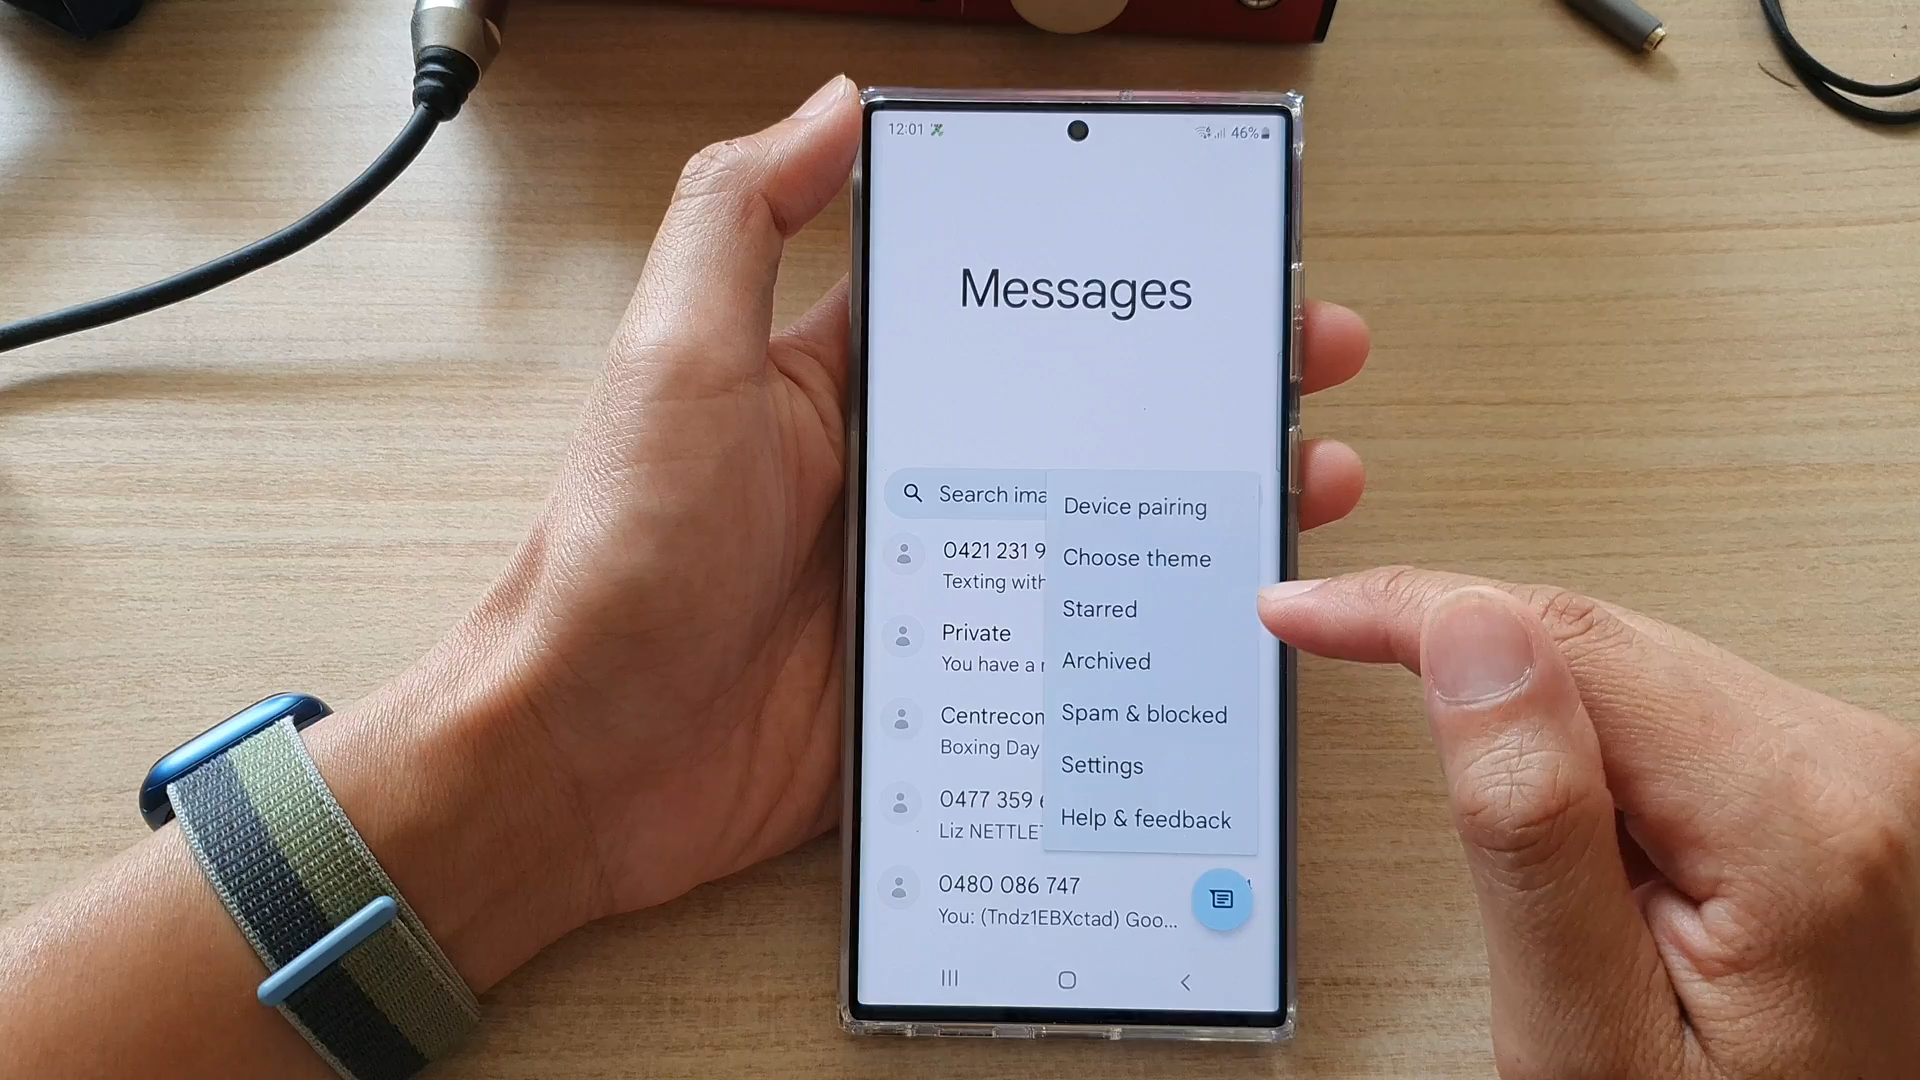 12:01
46%
Messages
Search ima
Device pairing
Choose theme
Starred
Archived
Spam & blocked
Settings
Help & feedback
0421 231 9
Texting with
Private
You have a
Centrecom
Boxing Day
0477 359
Liz NETTLE
0480 086 747
You: (Tndz1EBXctad) Goo...